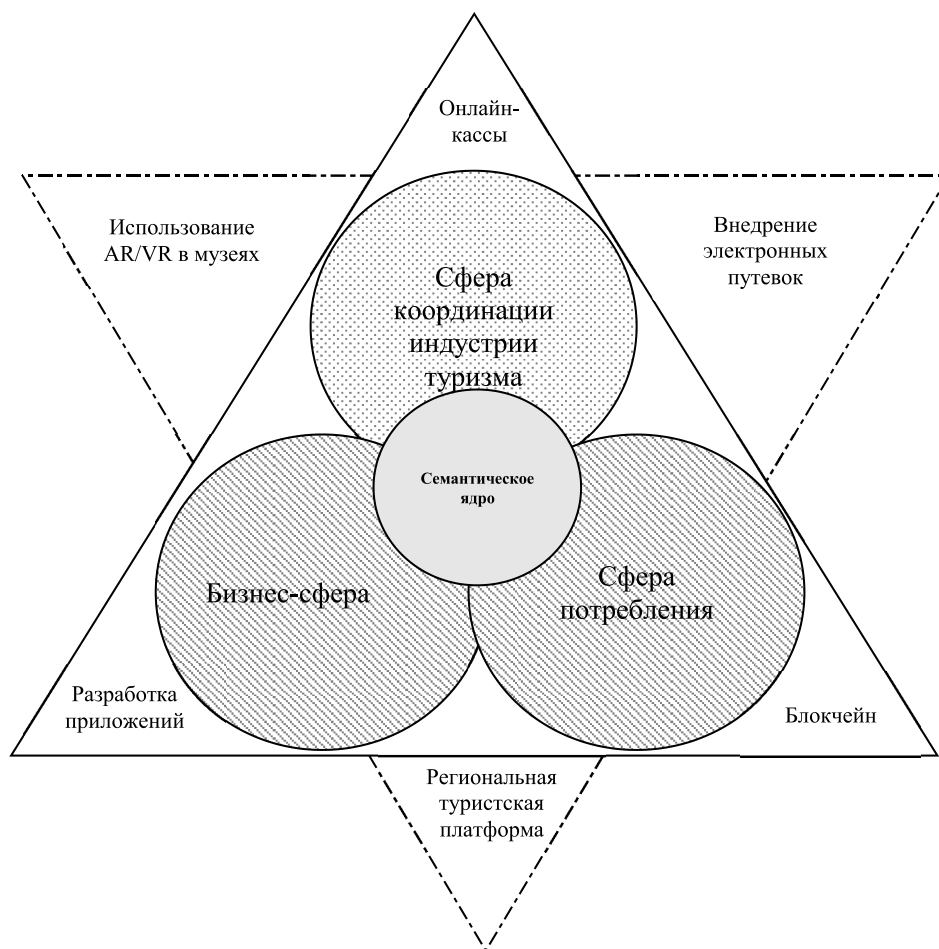 Онлайн-
кассы
Использование
AR/VR в музеях
Внедрение
электронных
путевок
Сфера
координации
индустрии
туризма
Семантическое
ядро
Бизнес-сфера
Сфера
потребления
Разработка
приложений
Блокчейн
Региональная
туристская
платформа